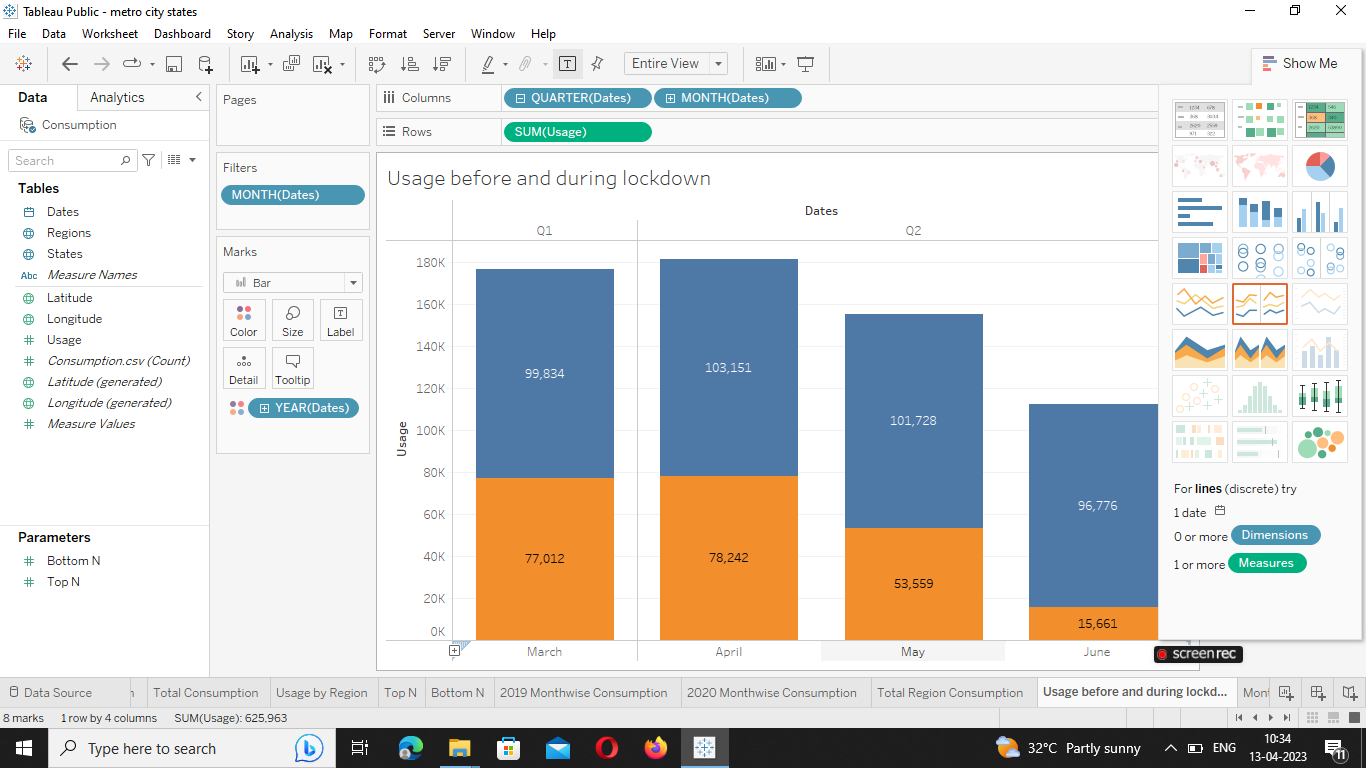 Tableau Public - metro city states
File Data Worksheet Dashboard Story Analysis Map Format Server Window Help
Entire View
Show Me
Data Analytics
Consumption
Search
Tables
Dates
Regions
States
Abc Measure Names
Latitude
Longitude
Usage
Consumption.csv (Count)
Latitude (generated)
Longitude (generated)
Measure Values
Parameters
Bottom N
Top N
Pages
Filters
MONTH(Dates)
Marks
Bar
Color Size Label
Detail Tooltip
YEAR(Dates)
Columns QUARTER(Dates) MONTH(Dates)
Rows SUM(Usage)
Usage before and during lockdown
Dates
Q1 Q2
Usage
180K
160K
140K
120K
100K
80K
60K
40K
20K
0K
99,834 103,151 101,728 96,776
77,012 78,242 53,559 15,661
March April May June
For lines (discrete) try
1 date
0 or more Dimensions
1 or more Measures
screenrec
Data Source Total Consumption Usage by Region Top N Bottom N 2019 Monthwise Consumption 2020 Monthwise Consumption Total Region Consumption Usage before and during lockd... Mont
8 marks 1 row by 4 columns SUM(Usage): 625,963
Type here to search
32°C Partly sunny
ENG
10:34
13-04-2023
11